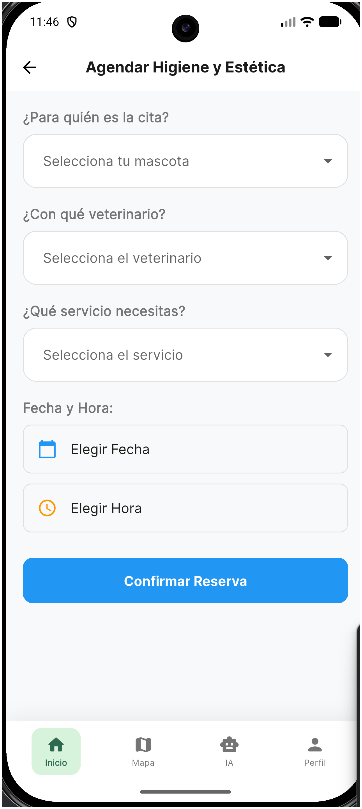 11:46
Agendar Higiene y Estética
¿Para quién es la cita?
Selecciona tu mascota
¿Con qué veterinario?
Selecciona el veterinario
¿Qué servicio necesitas?
Selecciona el servicio
Fecha y Hora:
Elegir Fecha
Elegir Hora
Confirmar Reserva
Inicio
Mapa
IA
Perfil